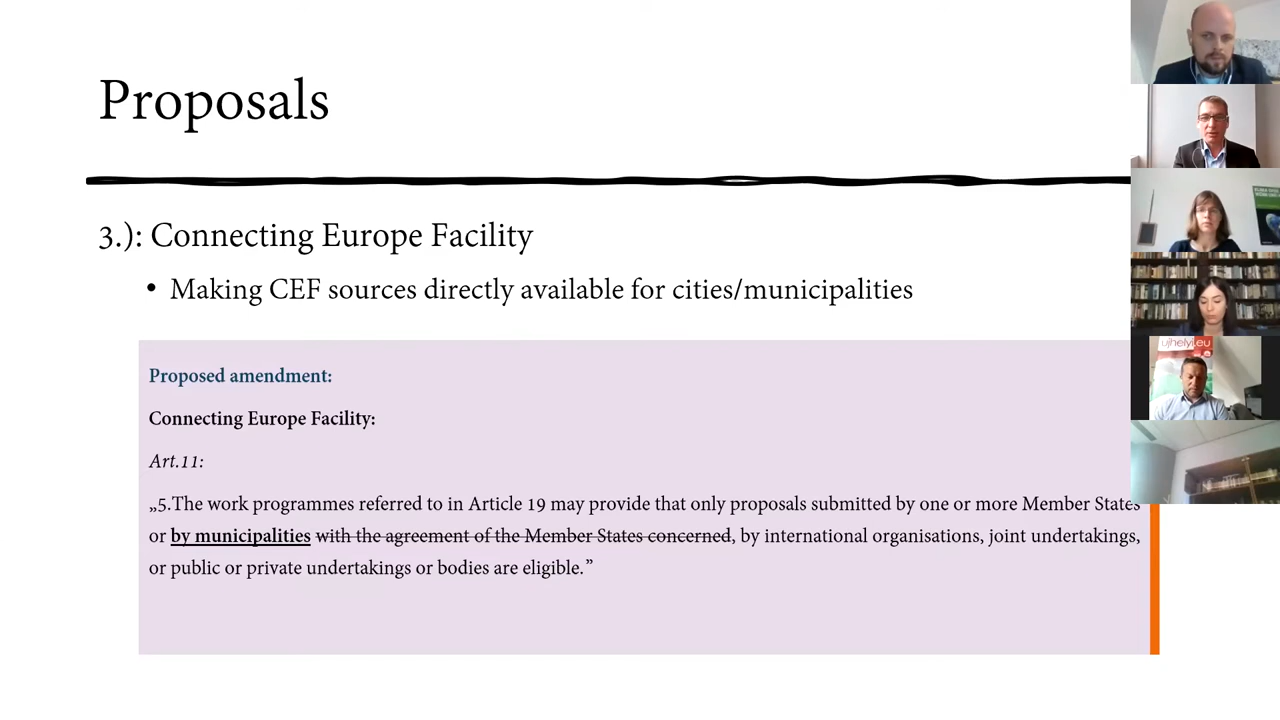 Proposals
3.): Connecting Europe Facility
• Making CEF sources directly available for cities/municipalities
Proposed amendment:
Connecting Europe Facility:
Art.11:
„5.The work programmes referred to in Article 19 may provide that only proposals submitted by one or more Member States
or by municipalities with the agreement of the Member States concerned, by international organisations, joint undertakings,
or public or private undertakings or bodies are eligible.”
ujhelyi.eu